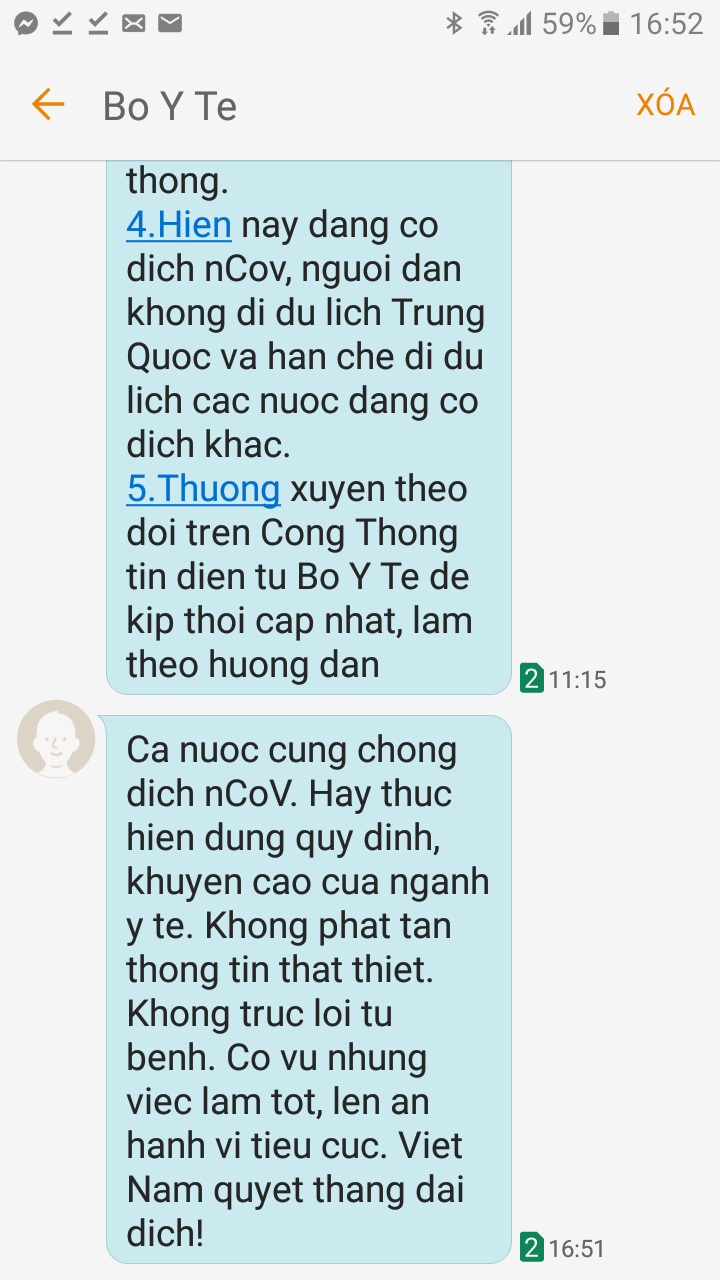 59% 16:52
Bo Y Te
XÓA
thong.
4.Hien nay dang co
dich nCov, nguoi dan
khong di du lich Trung
Quoc va han che di du
lich cac nuoc dang co
dich khac.
5.Thuong xuyen theo
doi tren Cong Thong
tin dien tu Bo Y Te de
kip thoi cap nhat, lam
theo huong dan
2 11:15
Ca nuoc cung chong
dich nCoV. Hay thuc
hien dung quy dinh,
khuyen cao cua nganh
y te. Khong phat tan
thong tin that thiet.
Khong truc loi tu
benh. Co vu nhung
viec lam tot, len an
hanh vi tieu cuc. Viet
Nam quyet thang dai
dich!
2 16:51